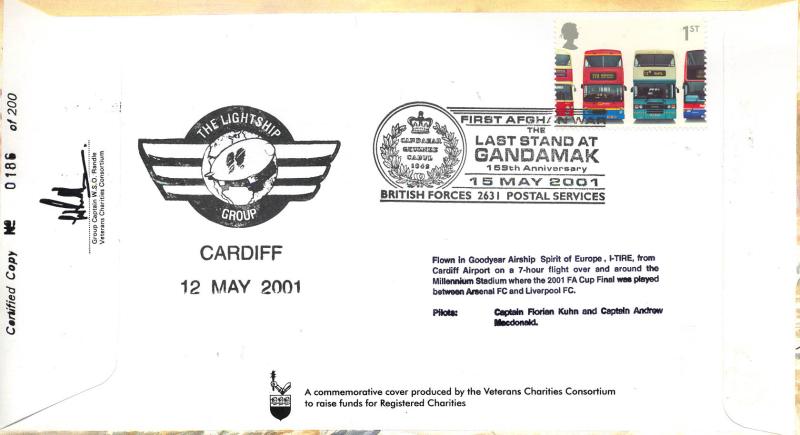 1ST
THE LIGHTSHIP
GROUP
CARDIFF
12 MAY 2001
CANDAHAR
GHUZNEE
CABUL
1842
FIRST AFGHAN WAR
THE
LAST STAND AT
GANDAMAK
159th Anniversary
15 MAY 2001
BRITISH FORCES 2631 POSTAL SERVICES
Flown in Goodyear Airship Spirit of Europe, I-TIRE, from
Cardiff Airport on a 7-hour flight over and around the
Millennium Stadium where the 2001 FA Cup Final was played
between Arsenal FC and Liverpool FC.
Pilots: Captain Florian Kuhn and Captain Andrew
Macdonald.
A commemorative cover produced by the Veterans Charities Consortium
to raise funds for Registered Charities
Certified Copy No 0186 of 200
Group Captain W.S.O. Randle
Veterans Charities Consortium